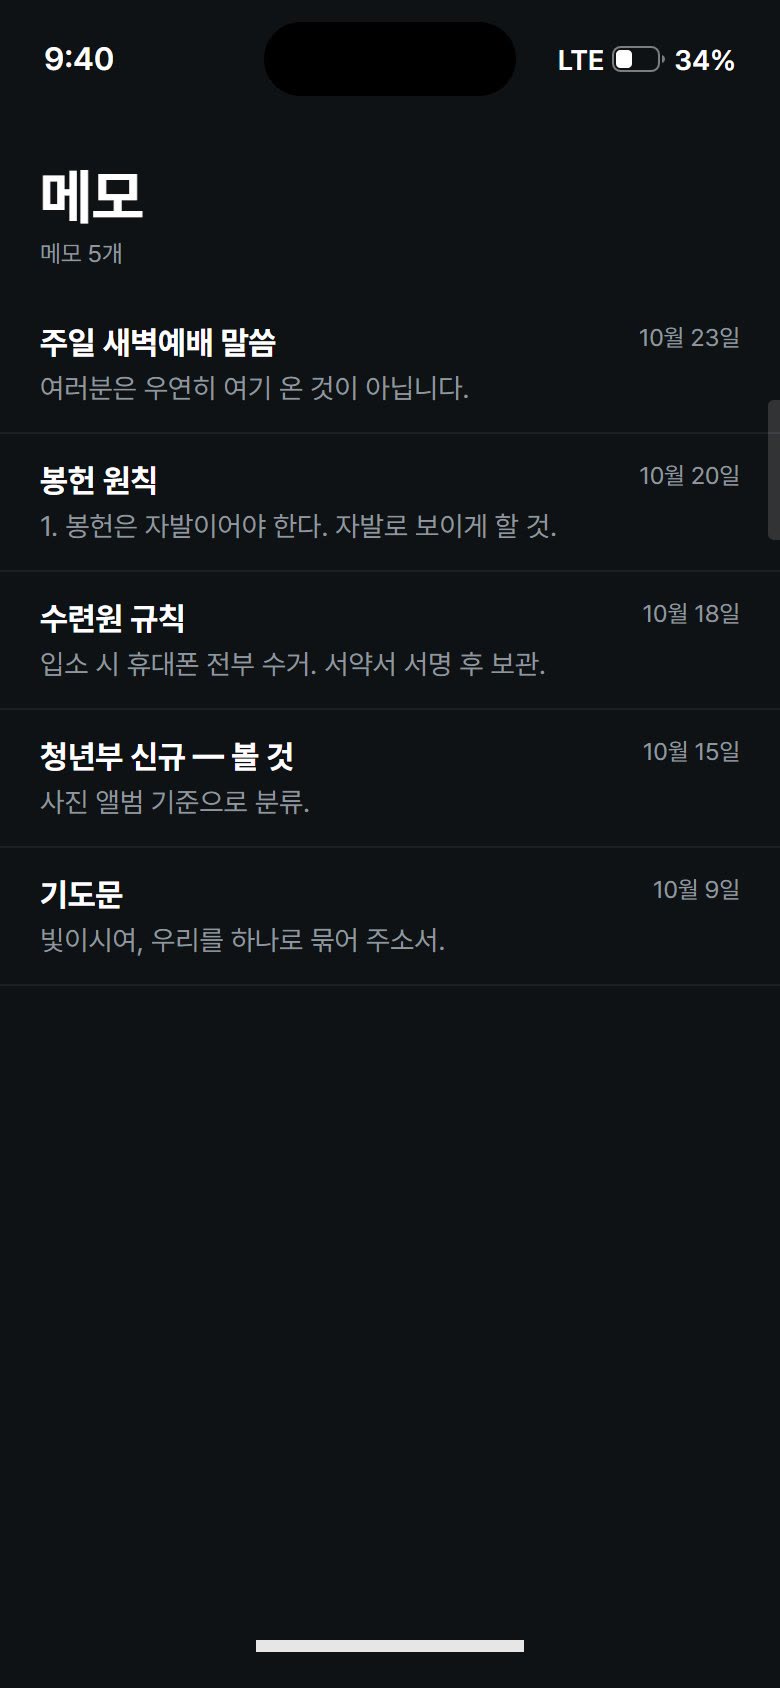 9:40
LTE 34%
메모
메모 5개
주일 새벽예배 말씀 10월 23일
여러분은 우연히 여기 온 것이 아닙니다.
봉헌 원칙 10월 20일
1. 봉헌은 자발이어야 한다. 자발로 보이게 할 것.
수련원 규칙 10월 18일
입소 시 휴대폰 전부 수거. 서약서 서명 후 보관.
청년부 신규 — 볼 것 10월 15일
사진 앨범 기준으로 분류.
기도문 10월 9일
빛이시여, 우리를 하나로 묶어 주소서.